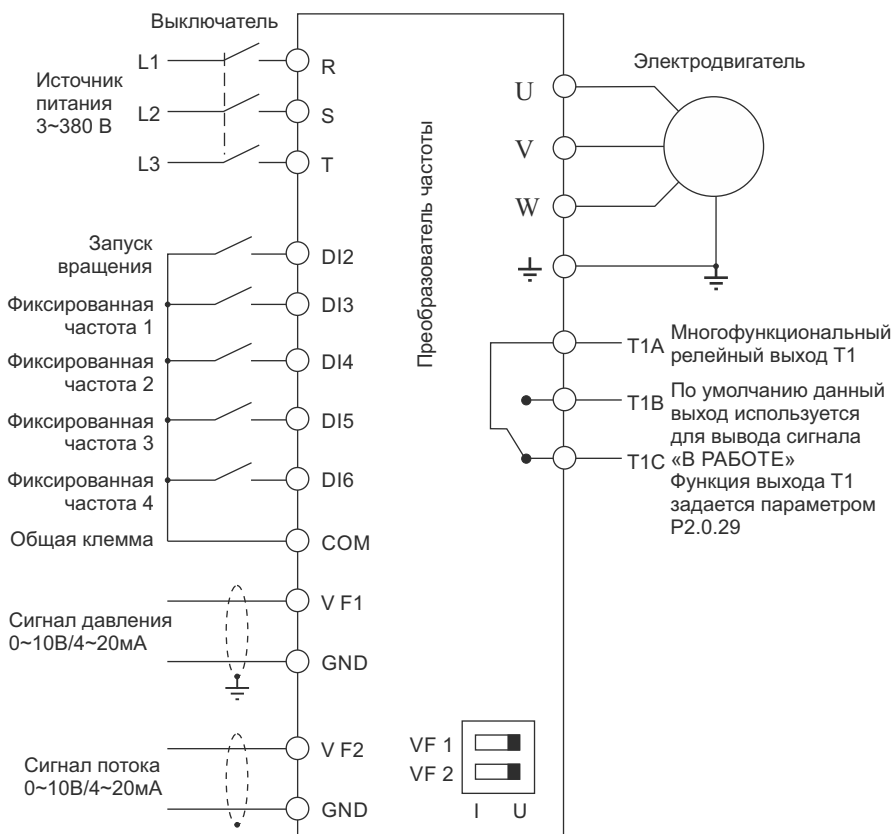 Выключатель
L1
R
Источник
питания
3~380 В
L2
S
L3
T
Преобразователь частоты
Электродвигатель
U
V
W
Запуск
вращения
DI2
Фиксированная
частота 1
DI3
Фиксированная
частота 2
DI4
Фиксированная
частота 3
DI5
Фиксированная
частота 4
DI6
Общая клемма
COM
T1A
Многофункциональный
релейный выход T1
T1B
T1C
По умолчанию данный
выход используется
для вывода сигнала
«В РАБОТЕ»
Функция выхода T1
задается параметром
P2.0.29
Сигнал давления
0~10В/4~20мА
V F1
GND
Сигнал потока
0~10В/4~20мА
V F2
GND
VF 1
VF 2
I U